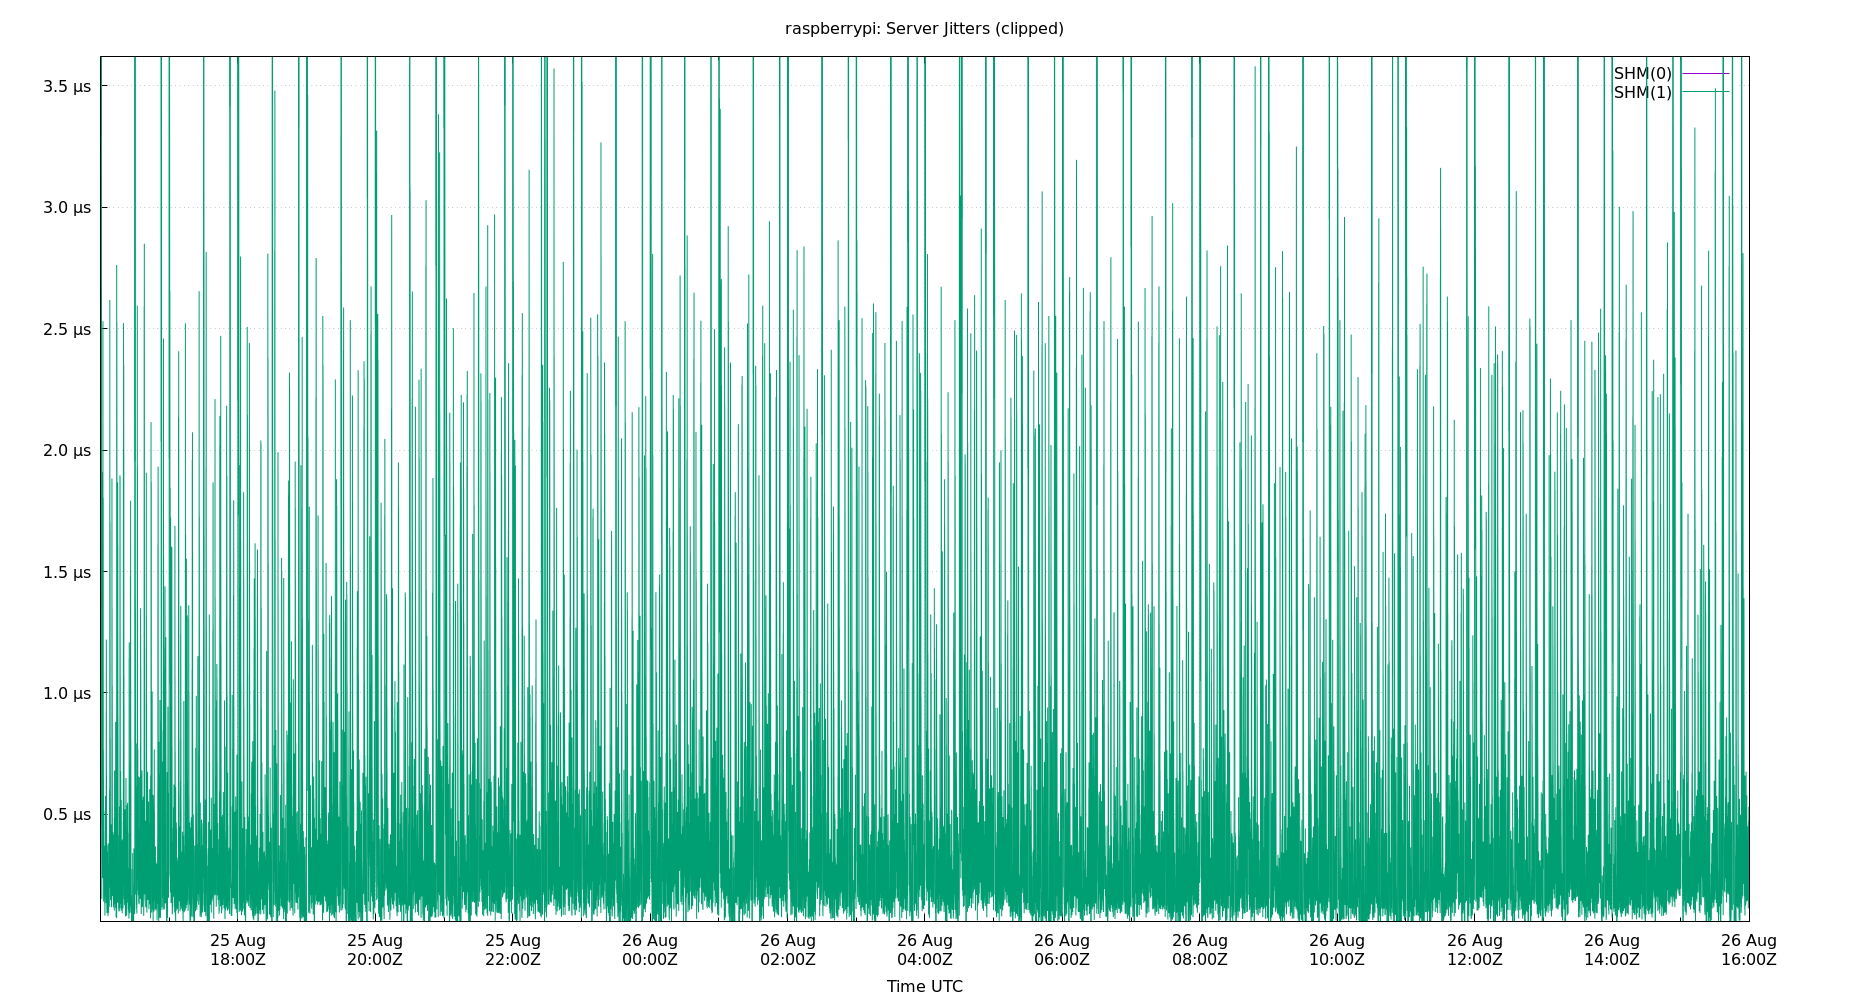 raspberrypi: Server Jitters (clipped)
SHM(0)
SHM(1)
3.5 µs
3.0 µs
2.5 µs
2.0 µs
1.5 µs
1.0 µs
0.5 µs
25 Aug 25 Aug 25 Aug 26 Aug 26 Aug 26 Aug 26 Aug 26 Aug 26 Aug 26 Aug 26 Aug 26 Aug
18:00Z 20:00Z 22:00Z 00:00Z 02:00Z 04:00Z 06:00Z 08:00Z 10:00Z 12:00Z 14:00Z 16:00Z
Time UTC